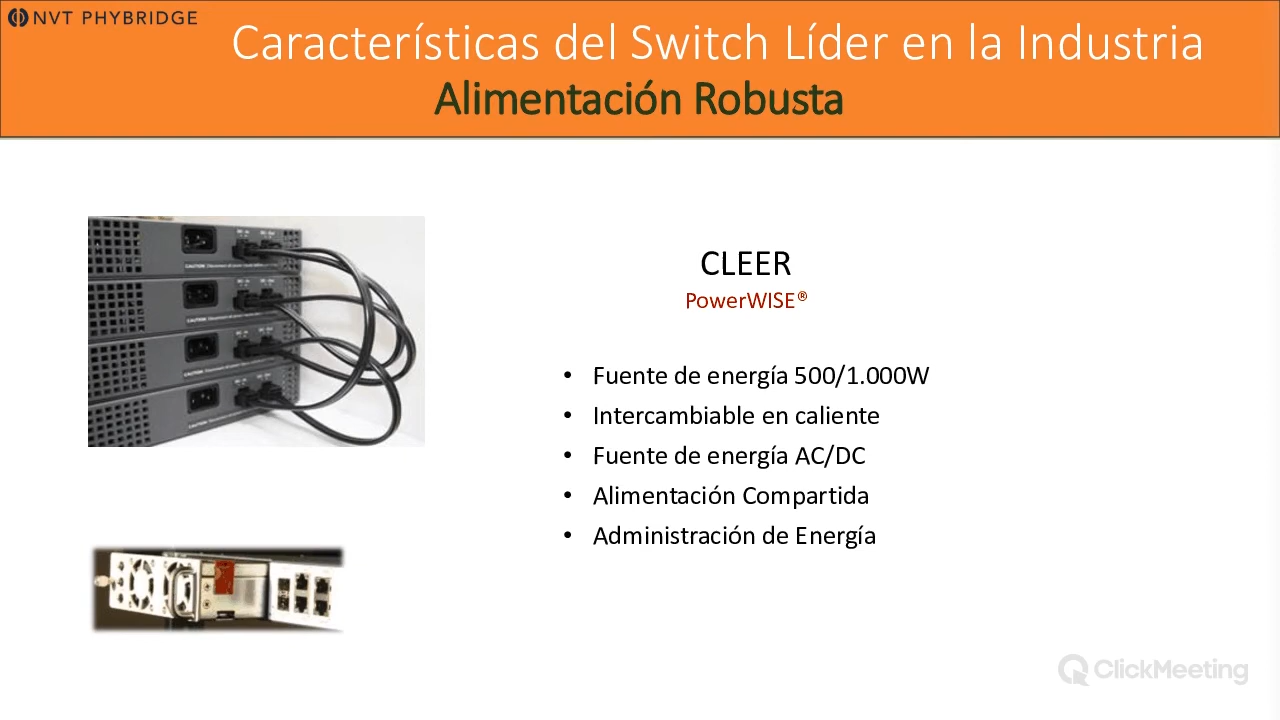 NVT PHYBRIDGE
Características del Switch Líder en la Industria
Alimentación Robusta
CLEER
PowerWISE®
• Fuente de energía 500/1.000W
• Intercambiable en caliente
• Fuente de energía AC/DC
• Alimentación Compartida
• Administración de Energía
ClickMeeting